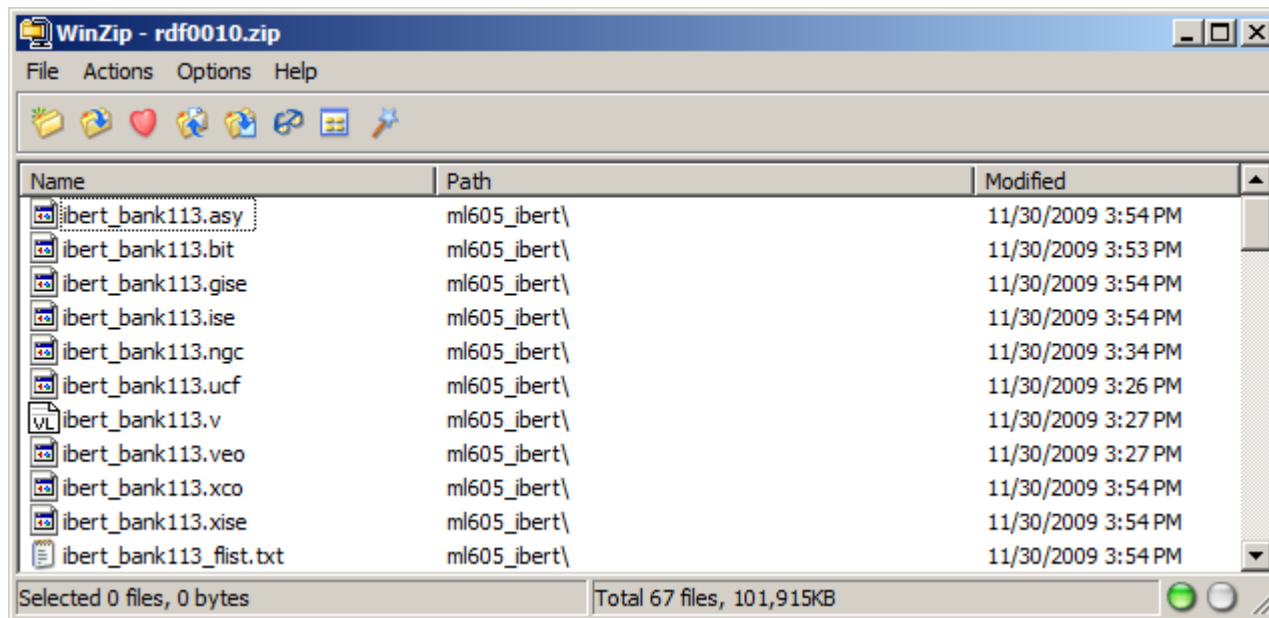 WinZip - rdf0010.zip
File Actions Options Help
Name Path Modified
ibert_bank113.asy ml605_ibert\ 11/30/2009 3:54 PM
ibert_bank113.bit ml605_ibert\ 11/30/2009 3:53 PM
ibert_bank113.gise ml605_ibert\ 11/30/2009 3:54 PM
ibert_bank113.ise ml605_ibert\ 11/30/2009 3:54 PM
ibert_bank113.ngc ml605_ibert\ 11/30/2009 3:34 PM
ibert_bank113.ucf ml605_ibert\ 11/30/2009 3:26 PM
VL ibert_bank113.v ml605_ibert\ 11/30/2009 3:27 PM
ibert_bank113.veo ml605_ibert\ 11/30/2009 3:27 PM
ibert_bank113.xco ml605_ibert\ 11/30/2009 3:54 PM
ibert_bank113.xise ml605_ibert\ 11/30/2009 3:54 PM
ibert_bank113_flist.txt ml605_ibert\ 11/30/2009 3:54 PM
Selected 0 files, 0 bytes Total 67 files, 101,915KB